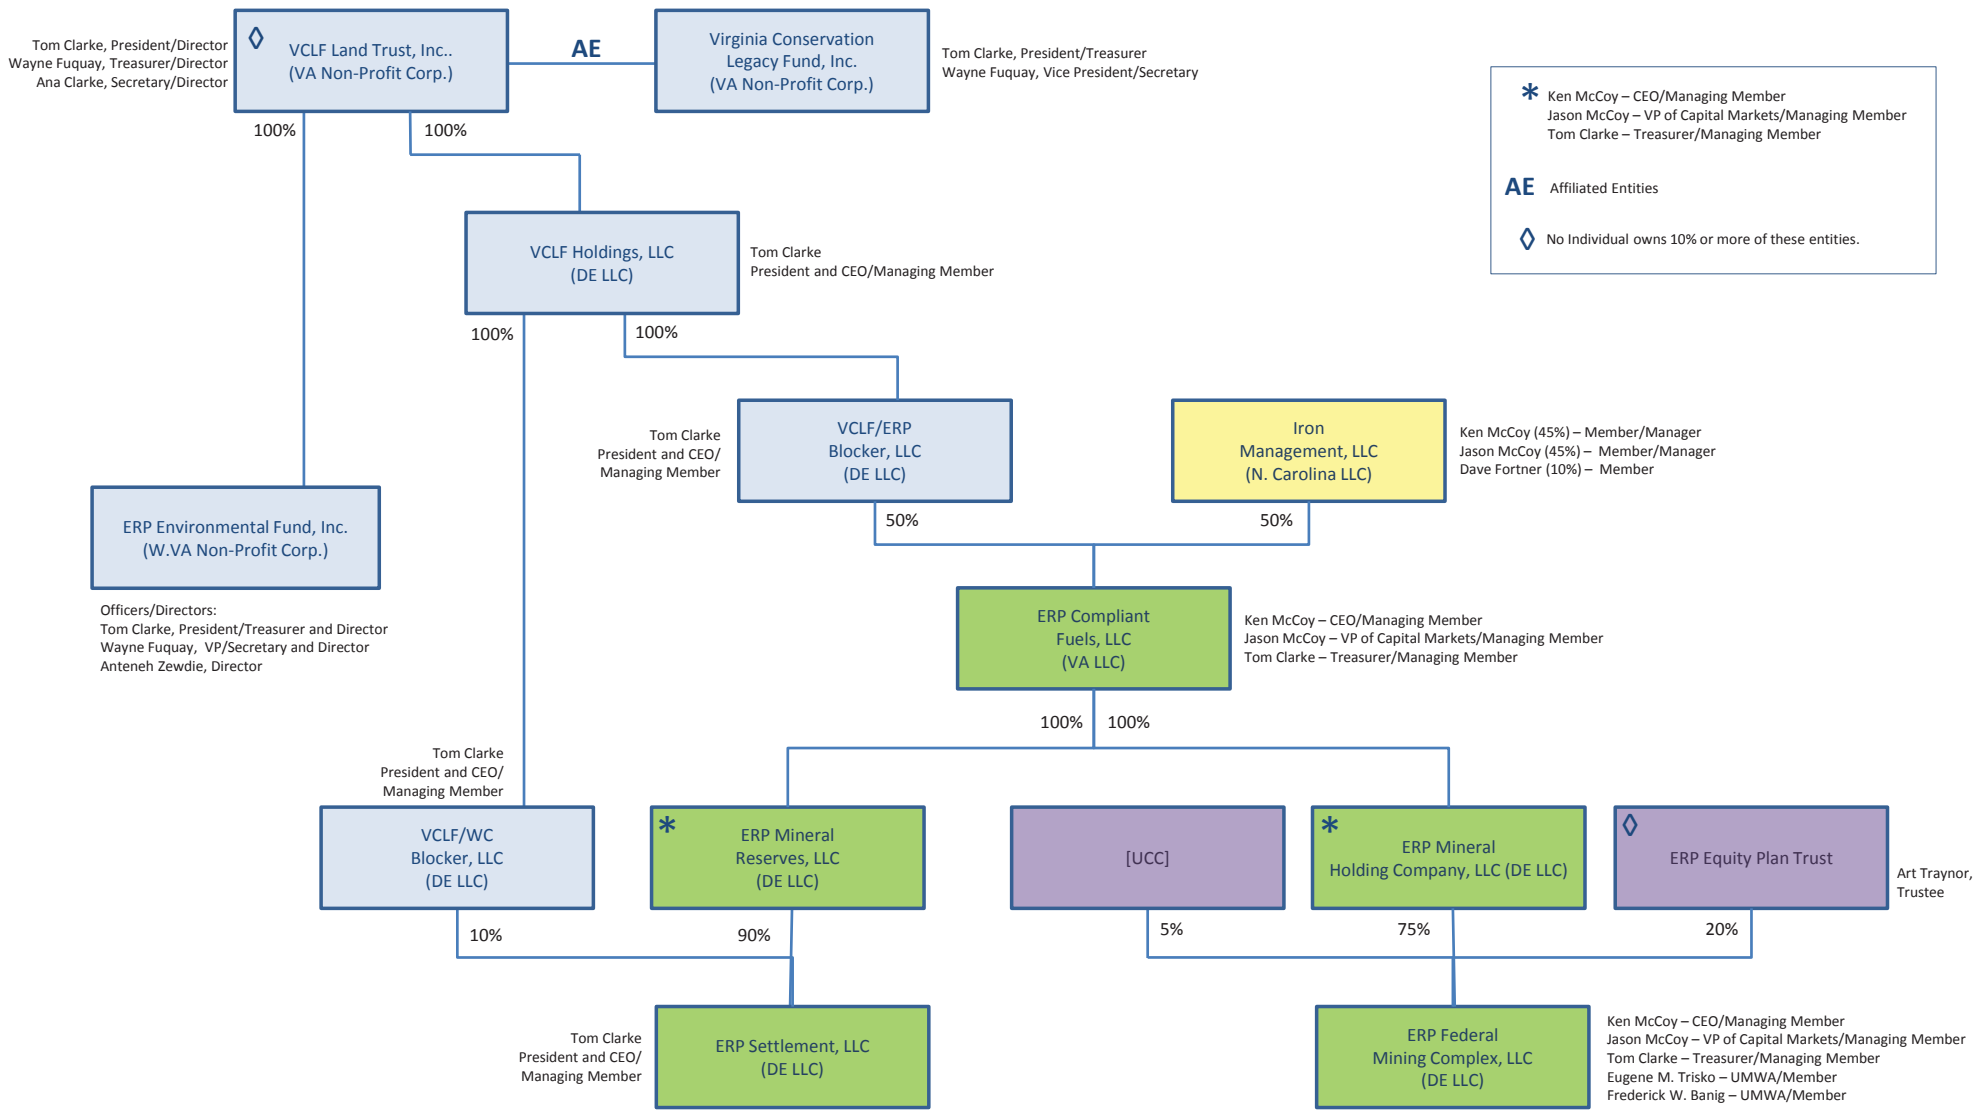 Tom Clarke, President/Director
Wayne Fuquay, Treasurer/Director
Ana Clarke, Secretary/Director
◊
VCLF Land Trust, Inc..
(VA Non-Profit Corp.)
AE
Virginia Conservation
Legacy Fund, Inc.
(VA Non-Profit Corp.)
Tom Clarke, President/Treasurer
Wayne Fuquay, Vice President/Secretary
* Ken McCoy – CEO/Managing Member
Jason McCoy – VP of Capital Markets/Managing Member
Tom Clarke – Treasurer/Managing Member
AE Affiliated Entities
◊ No Individual owns 10% or more of these entities.
100%
100%
VCLF Holdings, LLC
(DE LLC)
Tom Clarke
President and CEO/Managing Member
100%
100%
Tom Clarke
President and CEO/
Managing Member
VCLF/ERP
Blocker, LLC
(DE LLC)
Iron
Management, LLC
(N. Carolina LLC)
Ken McCoy (45%) – Member/Manager
Jason McCoy (45%) – Member/Manager
Dave Fortner (10%) – Member
50%
50%
ERP Environmental Fund, Inc.
(W.VA Non-Profit Corp.)
Officers/Directors:
Tom Clarke, President/Treasurer and Director
Wayne Fuquay, VP/Secretary and Director
Anteneh Zewdie, Director
ERP Compliant
Fuels, LLC
(VA LLC)
Ken McCoy – CEO/Managing Member
Jason McCoy – VP of Capital Markets/Managing Member
Tom Clarke – Treasurer/Managing Member
100%
100%
Tom Clarke
President and CEO/
Managing Member
VCLF/WC
Blocker, LLC
(DE LLC)
*
ERP Mineral
Reserves, LLC
(DE LLC)
[UCC]
*
ERP Mineral
Holding Company, LLC (DE LLC)
◊
ERP Equity Plan Trust
Art Traynor,
Trustee
10%
90%
5%
75%
20%
Tom Clarke
President and CEO/
Managing Member
ERP Settlement, LLC
(DE LLC)
ERP Federal
Mining Complex, LLC
(DE LLC)
Ken McCoy – CEO/Managing Member
Jason McCoy – VP of Capital Markets/Managing Member
Tom Clarke – Treasurer/Managing Member
Eugene M. Trisko – UMWA/Member
Frederick W. Banig – UMWA/Member